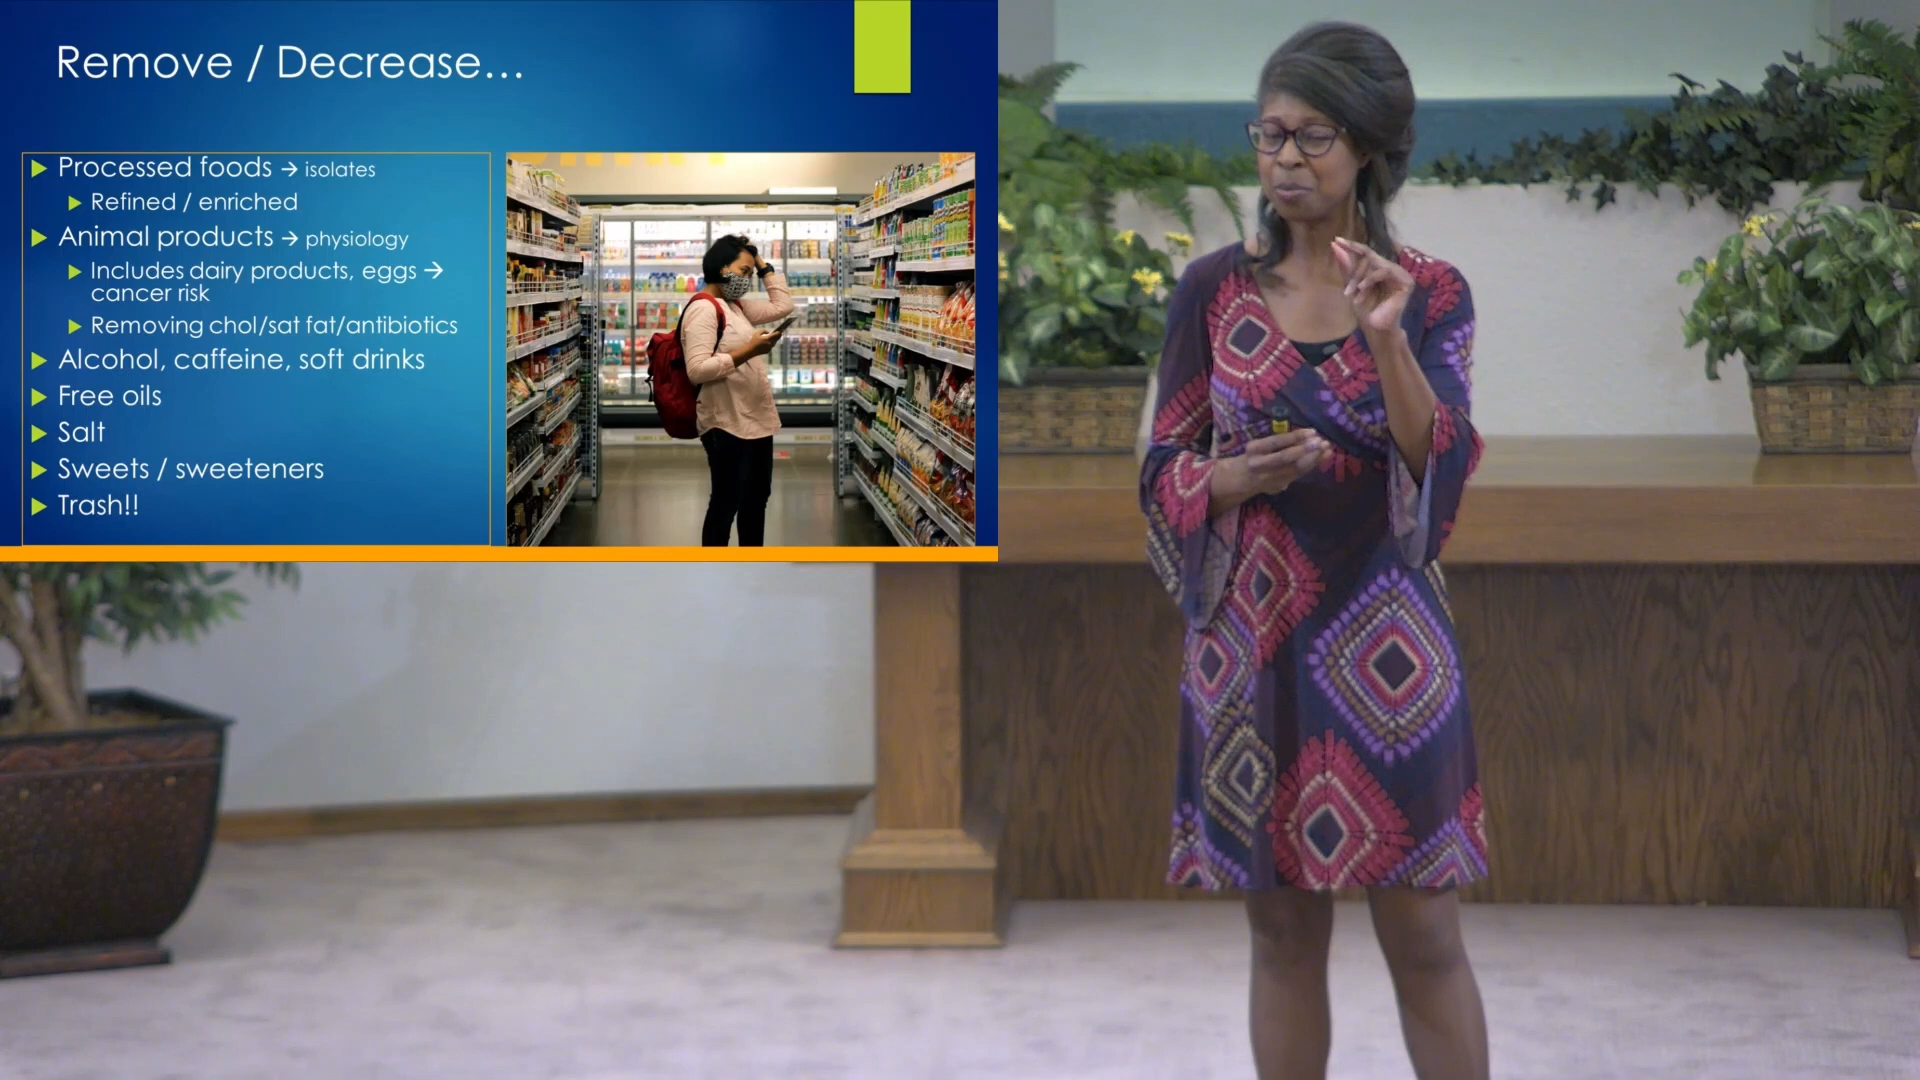 Remove / Decrease...
Processed foods → isolates
Refined / enriched
Animal products → physiology
Includes dairy products, eggs →
cancer risk
Removing chol/sat fat/antibiotics
Alcohol, caffeine, soft drinks
Free oils
Salt
Sweets / sweeteners
Trash!!